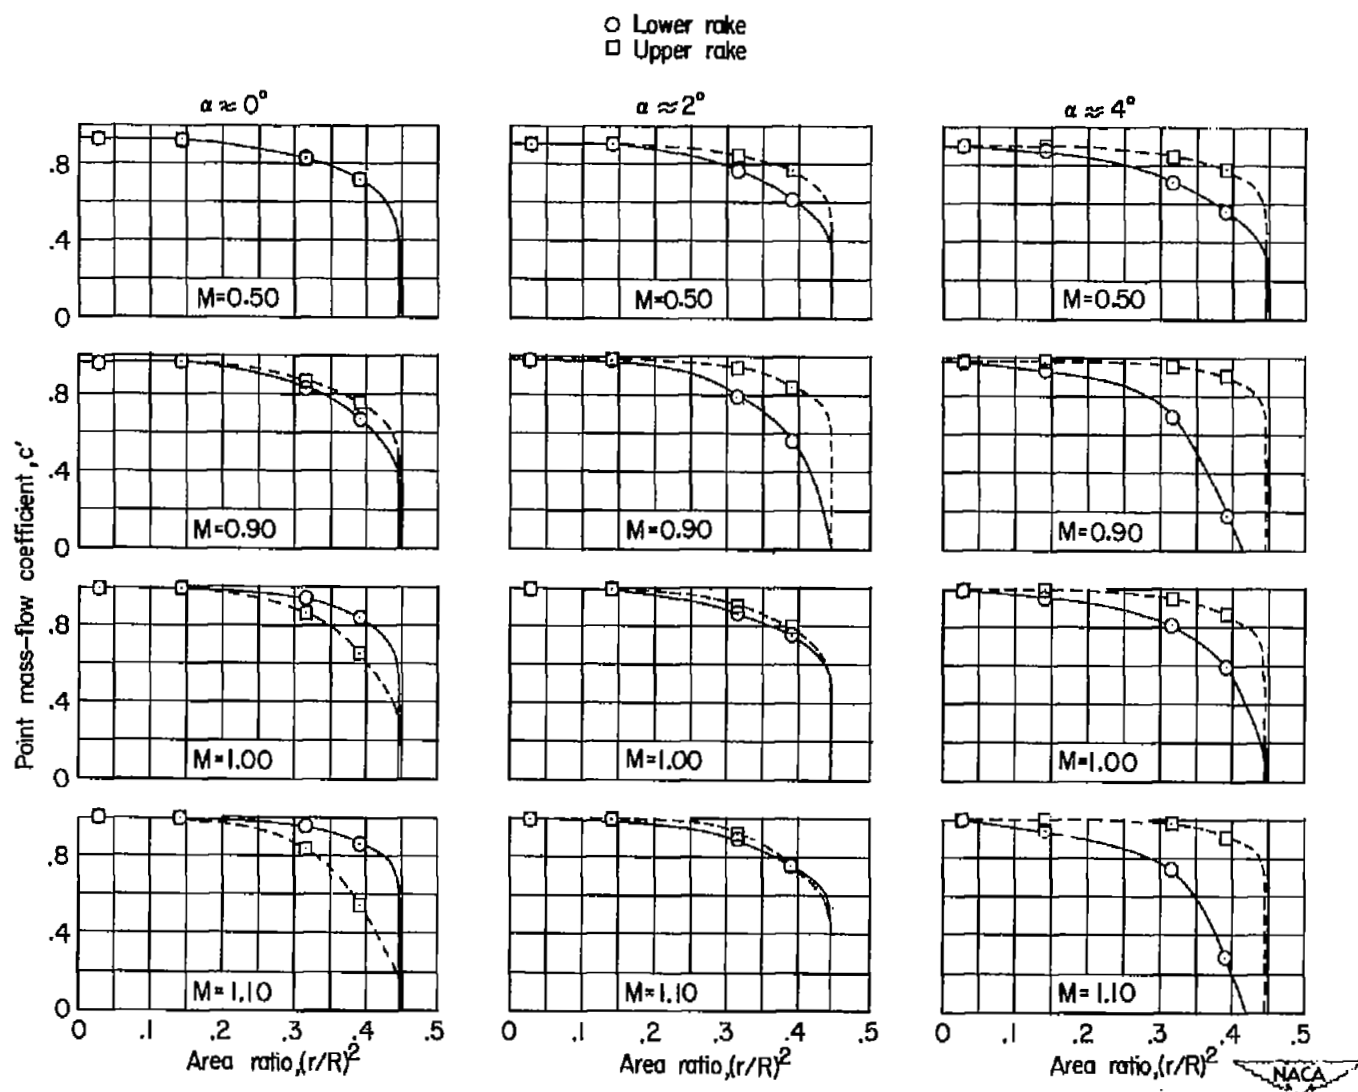 Lower rake
Upper rake
α ≈ 0° α ≈ 2° α ≈ 4°
.8
.4
M=0.50 M=0.50 M=0.50
0
.8
.4
M=0.90 M=0.90 M=0.90
0
Point mass-flow coefficient, c′
.8
.4
M=1.00 M=1.00 M=1.00
0
.8
.4
M=1.10 M=1.10 M=1.10
0
0 .1 .2 .3 .4 .5 0 .1 .2 .3 .4 .5 0 .1 .2 .3 .4 .5
Area ratio,(r/R)² Area ratio,(r/R)² Area ratio,(r/R)²
NACA